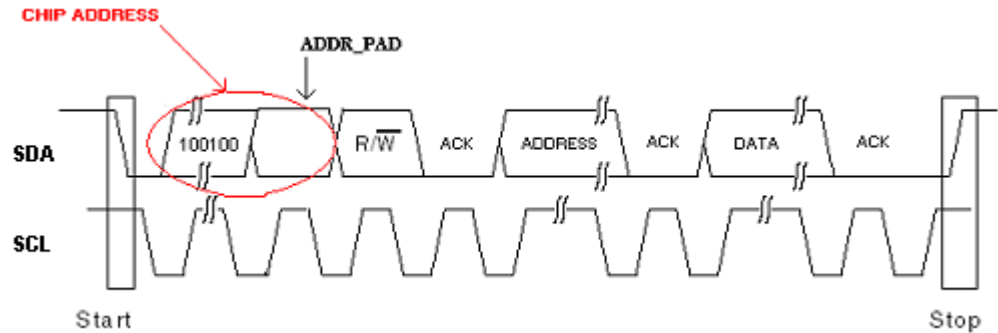 CHIP ADDRESS
ADDR_PAD
SDA
100100
R/W̅
ACK
ADDRESS
ACK
DATA
ACK
SCL
Start
Stop